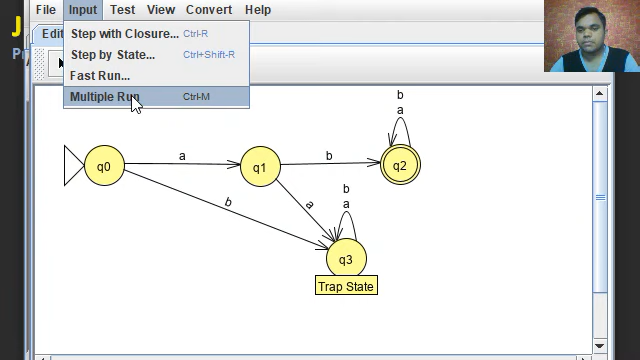 J
File Input Test View Convert Help
Pri
Edit
Step with Closure... Ctrl-R
Step by State... Ctrl+Shift-R
Fast Run...
Multiple Run Ctrl-M
b
a
q0
a
q1
b
q2
b
a
b
a
q3
Trap State